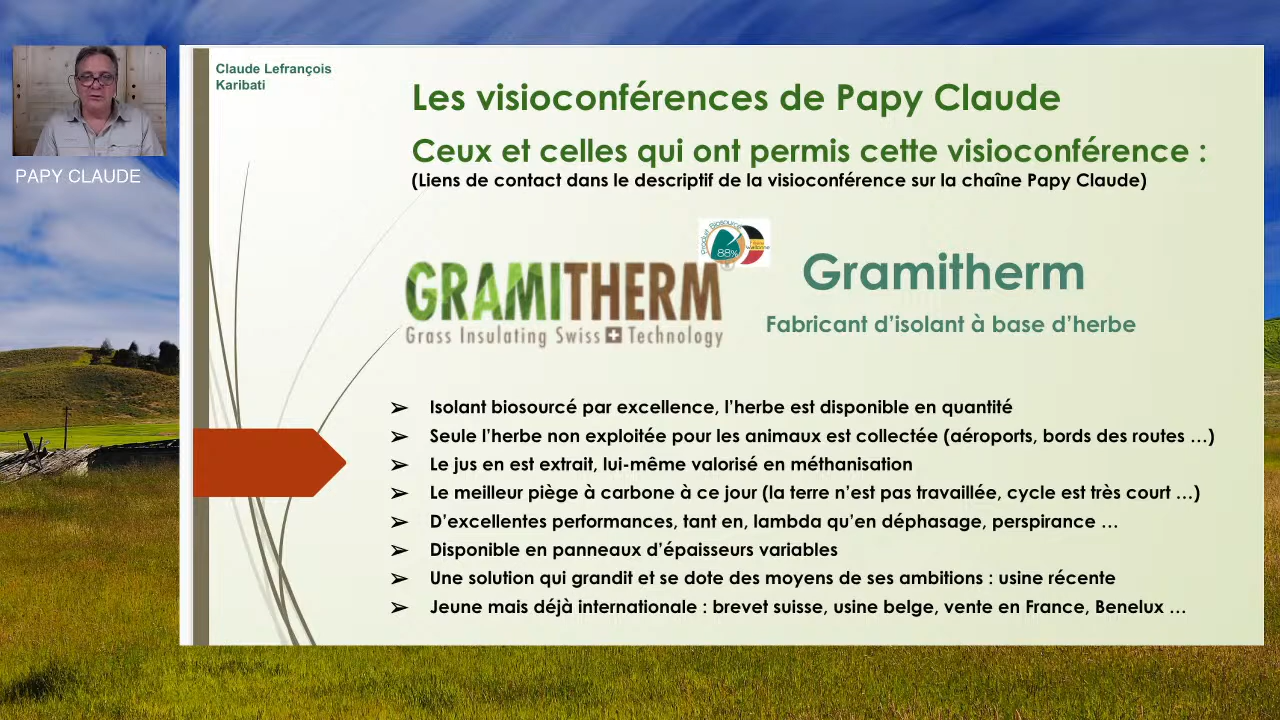 Claude Lefrançois
Karibati
PAPY CLAUDE
Les visioconférences de Papy Claude
Ceux et celles qui ont permis cette visioconférence :
(Liens de contact dans le descriptif de la visioconférence sur la chaîne Papy Claude)
Produit Biosourcé
88%
Filière
Wallonne
GRAMITHERM
Grass Insulating Swiss Technology
Gramitherm
Fabricant d’isolant à base d’herbe
➢ Isolant biosourcé par excellence, l’herbe est disponible en quantité
➢ Seule l’herbe non exploitée pour les animaux est collectée (aéroports, bords des routes …)
➢ Le jus en est extrait, lui-même valorisé en méthanisation
➢ Le meilleur piège à carbone à ce jour (la terre n’est pas travaillée, cycle est très court …)
➢ D’excellentes performances, tant en, lambda qu’en déphasage, perspirance …
➢ Disponible en panneaux d’épaisseurs variables
➢ Une solution qui grandit et se dote des moyens de ses ambitions : usine récente
➢ Jeune mais déjà internationale : brevet suisse, usine belge, vente en France, Benelux …